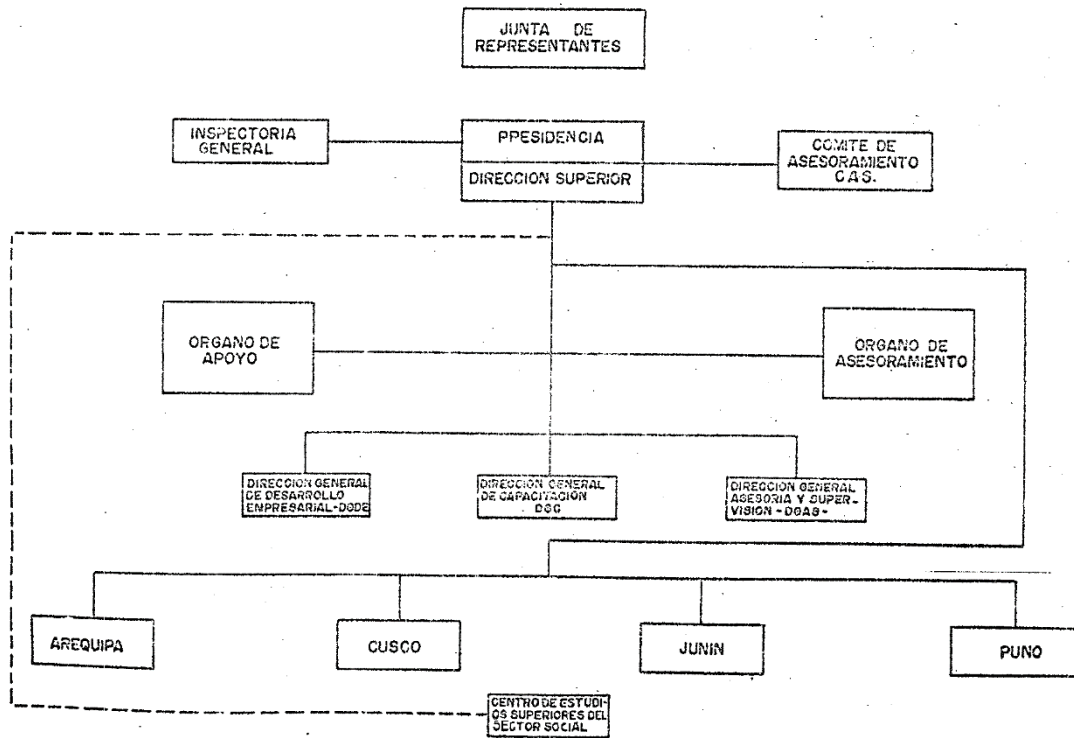 JUNTA DE
REPRESENTANTES
INSPECTORIA
GENERAL
PPESIDENCIA
DIRECCION SUPERIOR
COMITE DE
ASESORAMIENTO
C.A.S.
ORGANO DE
APOYO
ORGANO DE
ASESORAMIENTO
DIRECCION GENERAL
DE DESARROLLO
EMPRESARIAL-DGDE
DIRECCION GENERAL
DE CAPACITACIÓN
DGC
DIRECCION GENERAL
ASESORIA Y SUPER-
VISION - DGAS-
AREQUIPA
CUSCO
JUNIN
PUNO
CENTRO DE ESTUDI-
OS SUPERIORES DEL
SECTOR SOCIAL